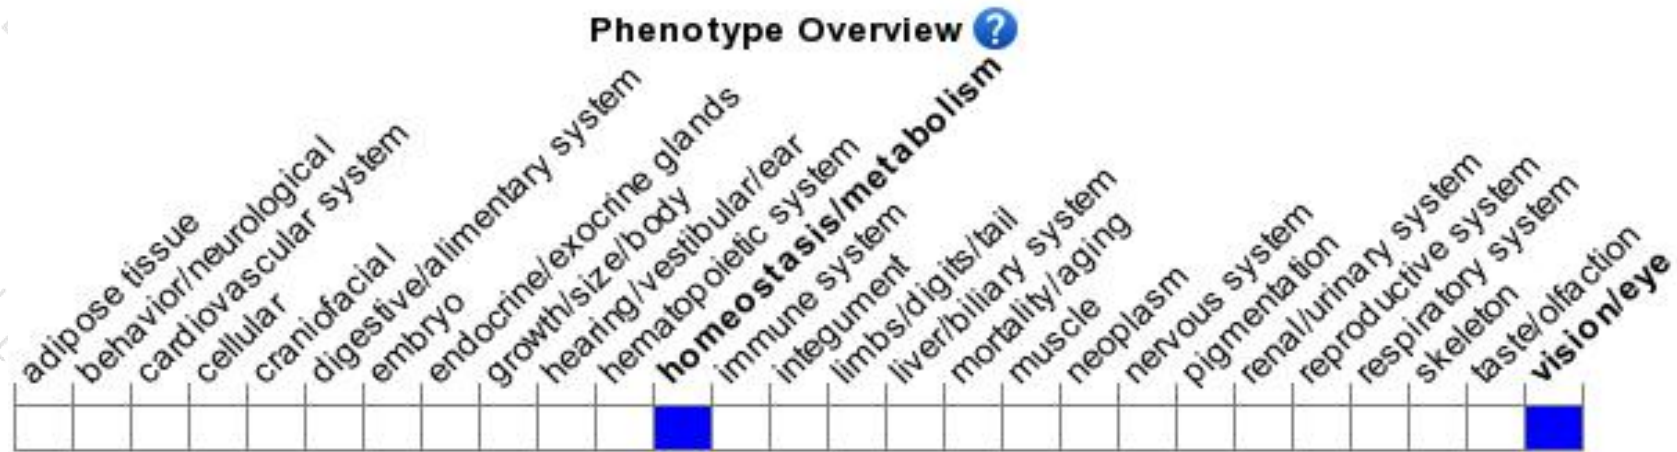 Phenotype Overview ?
adipose tissue
behavior/neurological
cardiovascular system
cellular
craniofacial
digestive/alimentary system
embryo
endocrine/exocrine glands
growth/size/body
hearing/vestibular/ear
hematopoietic system
homeostasis/metabolism
immune system
integument
limbs/digits/tail
liver/biliary system
mortality/aging
muscle
neoplasm
nervous system
pigmentation
renal/urinary system
reproductive system
respiratory system
skeleton
taste/olfaction
vision/eye